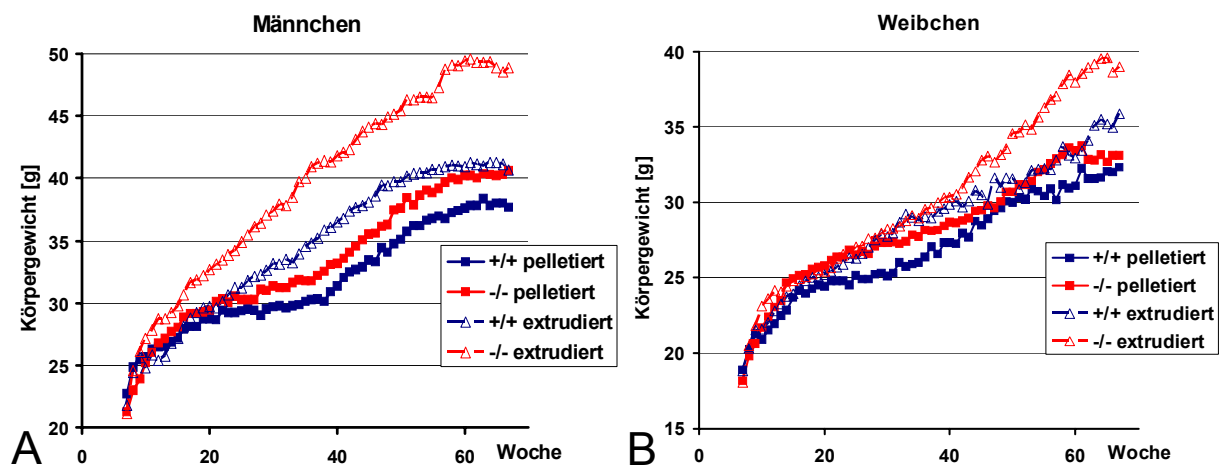 Männchen
Körpergewicht [g]
50
45
40
35
30
25
20
0
20
40
60
Woche
+/+ pelletiert
-/- pelletiert
+/+ extrudiert
-/- extrudiert
A
Weibchen
Körpergewicht [g]
40
35
30
25
20
15
0
20
40
60
Woche
+/+ pelletiert
-/- pelletiert
+/+ extrudiert
-/- extrudiert
B